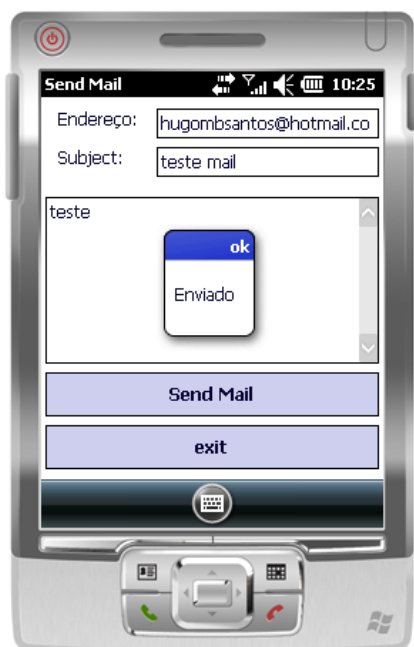 Send Mail 10:25
Endereço: hugombsantos@hotmail.co
Subject: teste mail
teste
ok
Enviado
Send Mail
exit